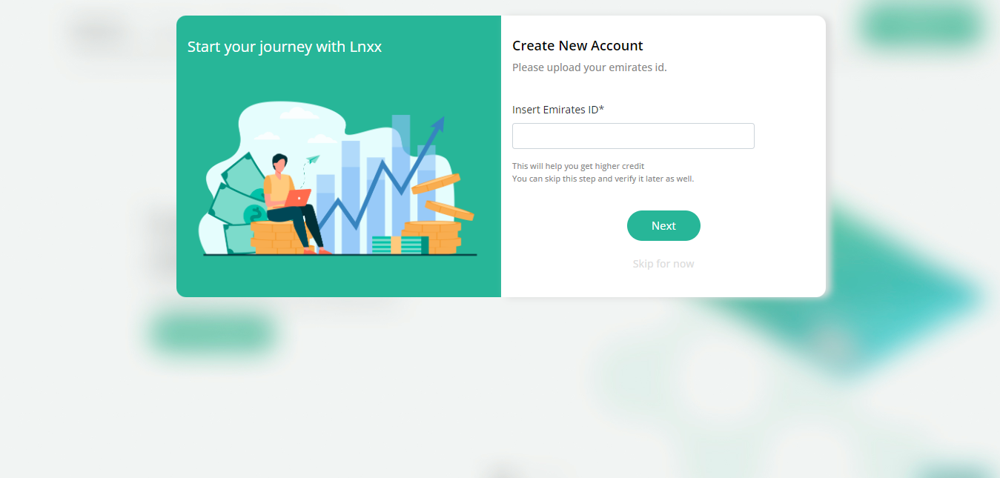 Start your journey with Lnxx
Create New Account
Please upload your emirates id.
Insert Emirates ID*
This will help you get higher credit
You can skip this step and verify it later as well.
Next
Skip for now